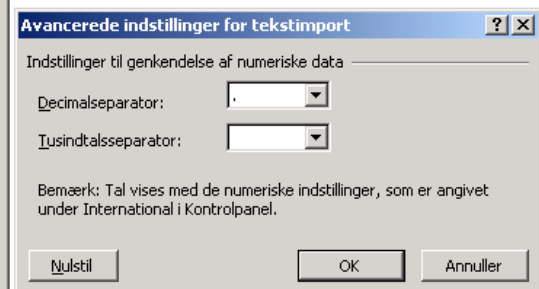 Avancerede indstillinger for tekstimport
Indstillinger til genkendelse af numeriske data
Decimalseparator: .
Tusindtalsseparator:
Bemærk: Tal vises med de numeriske indstillinger, som er angivet
under International i Kontrolpanel.
Nulstil OK Annuller